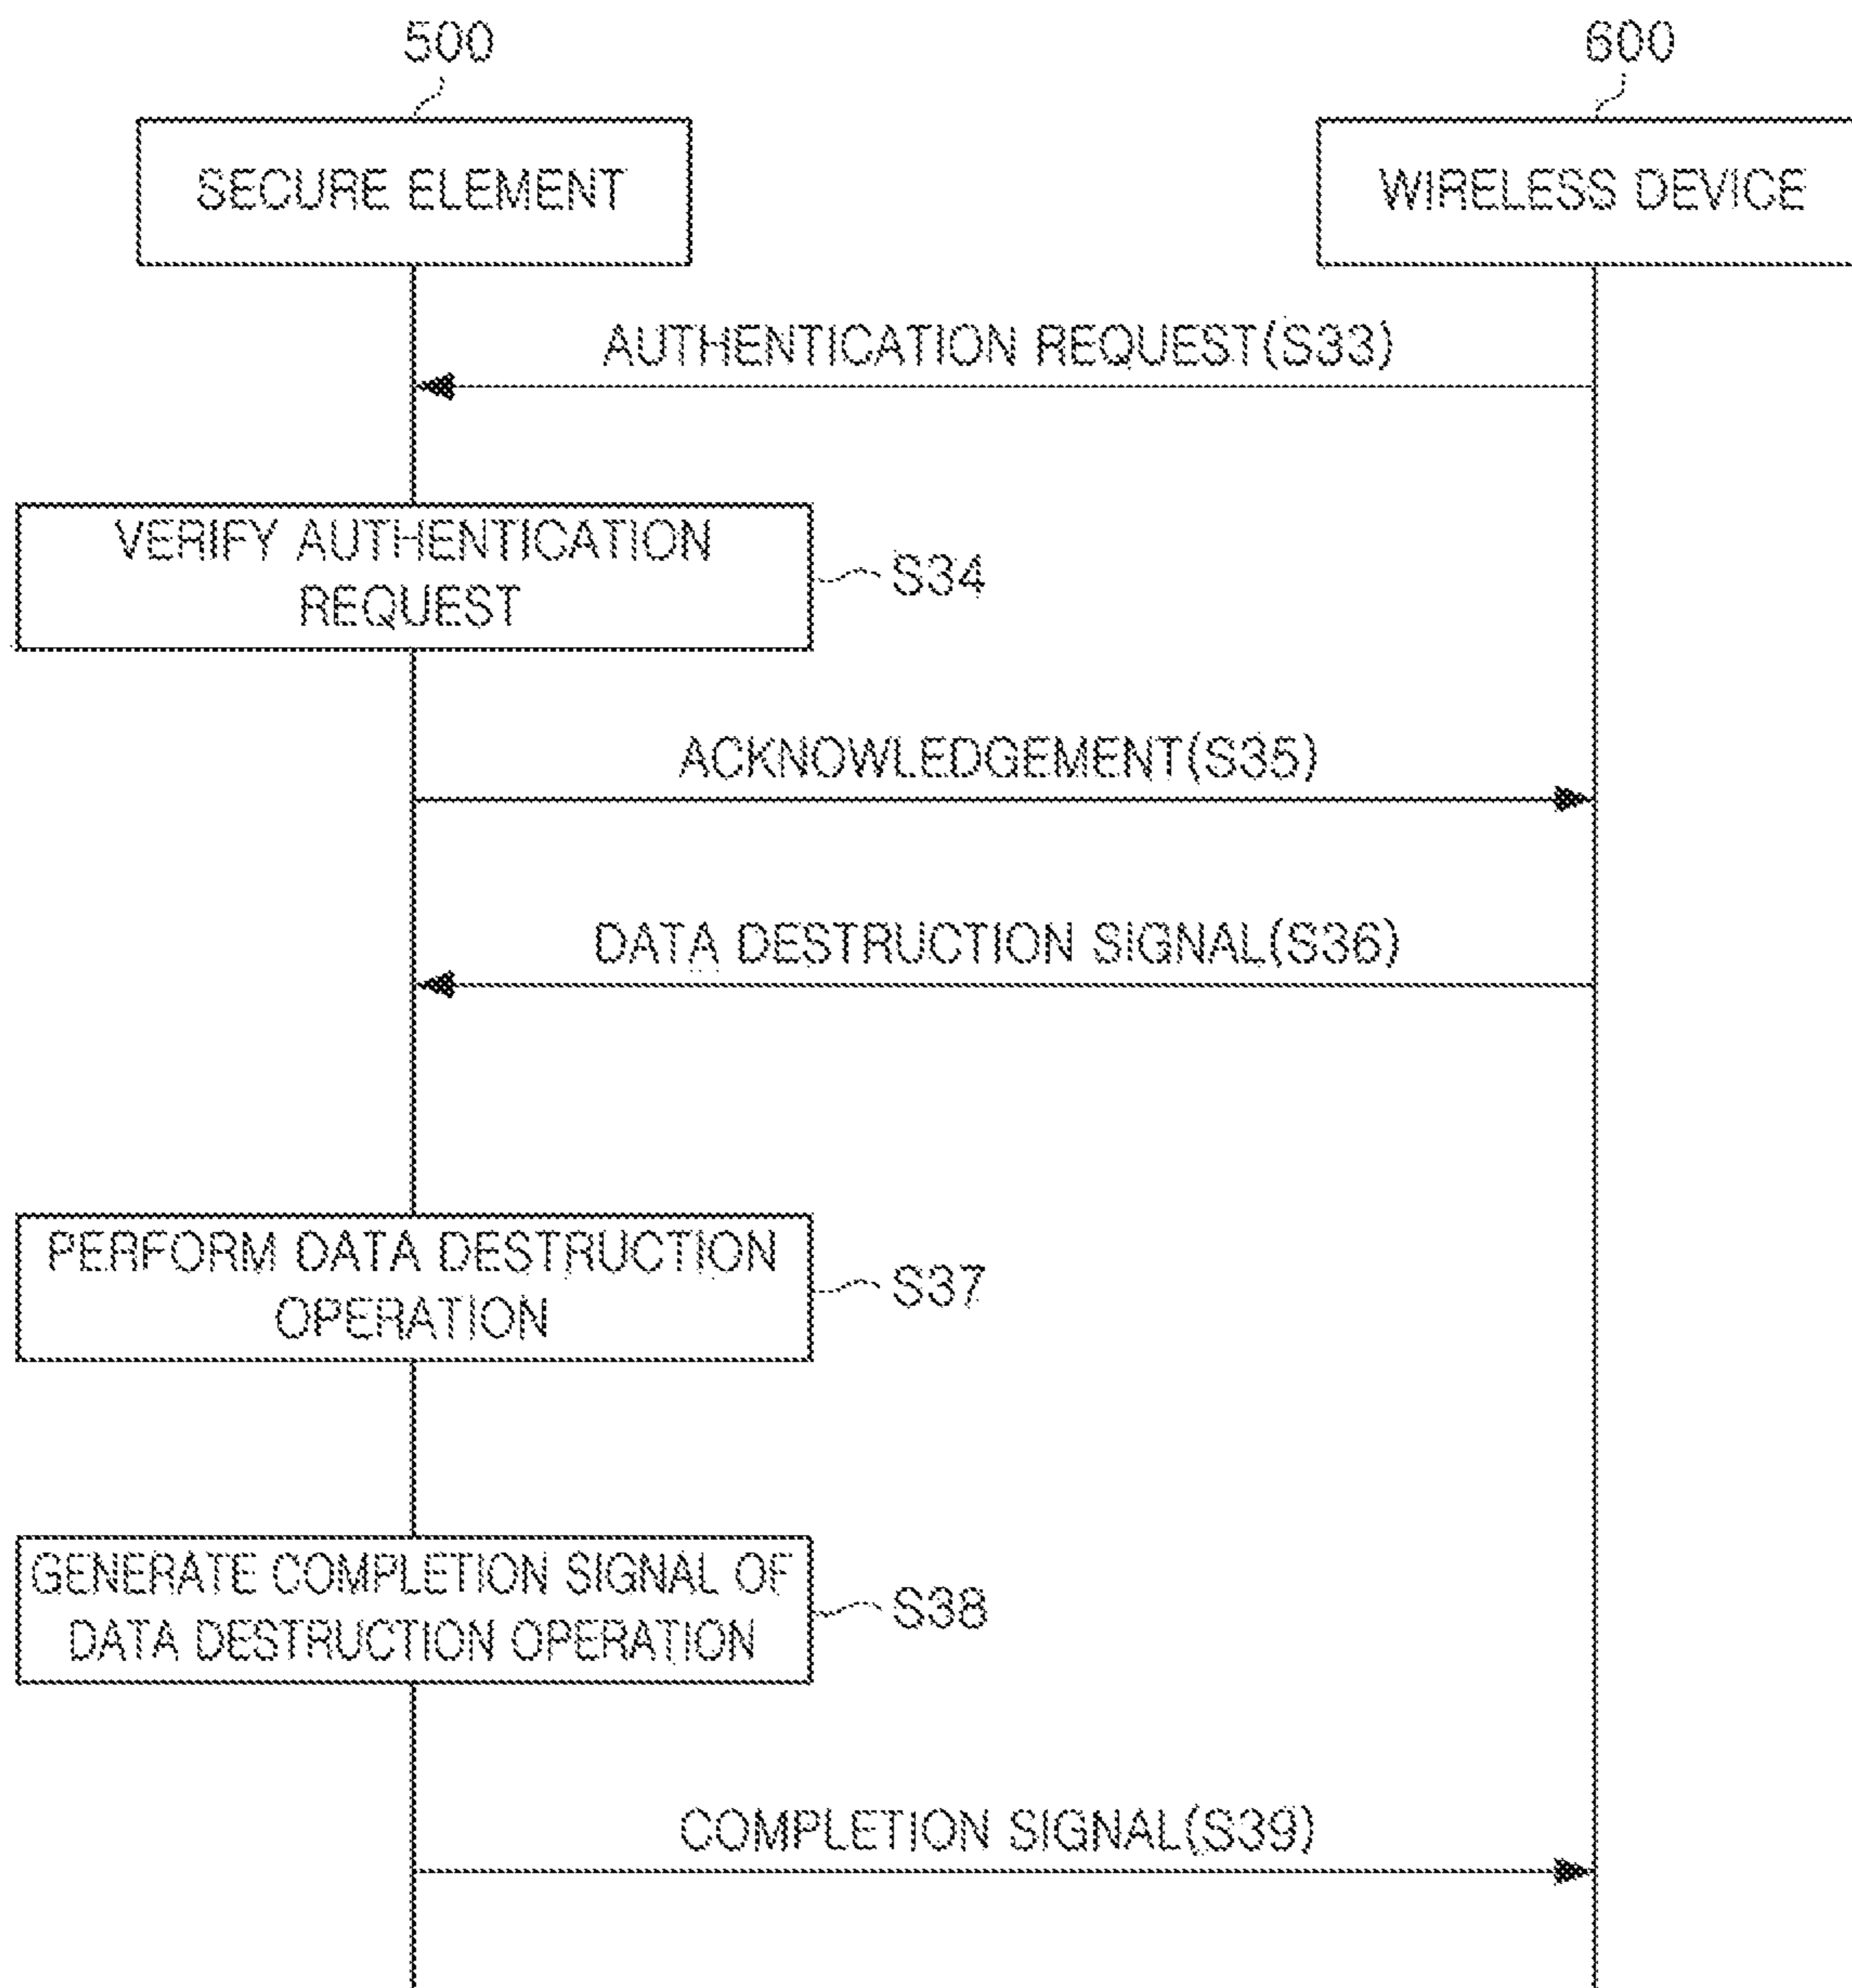 500
600
SECURE ELEMENT
WIRELESS DEVICE
AUTHENTICATION REQUEST(S33)
VERIFY AUTHENTICATION
REQUEST
S34
ACKNOWLEDGEMENT(S35)
DATA DESTRUCTION SIGNAL(S36)
PERFORM DATA DESTRUCTION
OPERATION
S37
GENERATE COMPLETION SIGNAL OF
DATA DESTRUCTION OPERATION
S38
COMPLETION SIGNAL(S39)